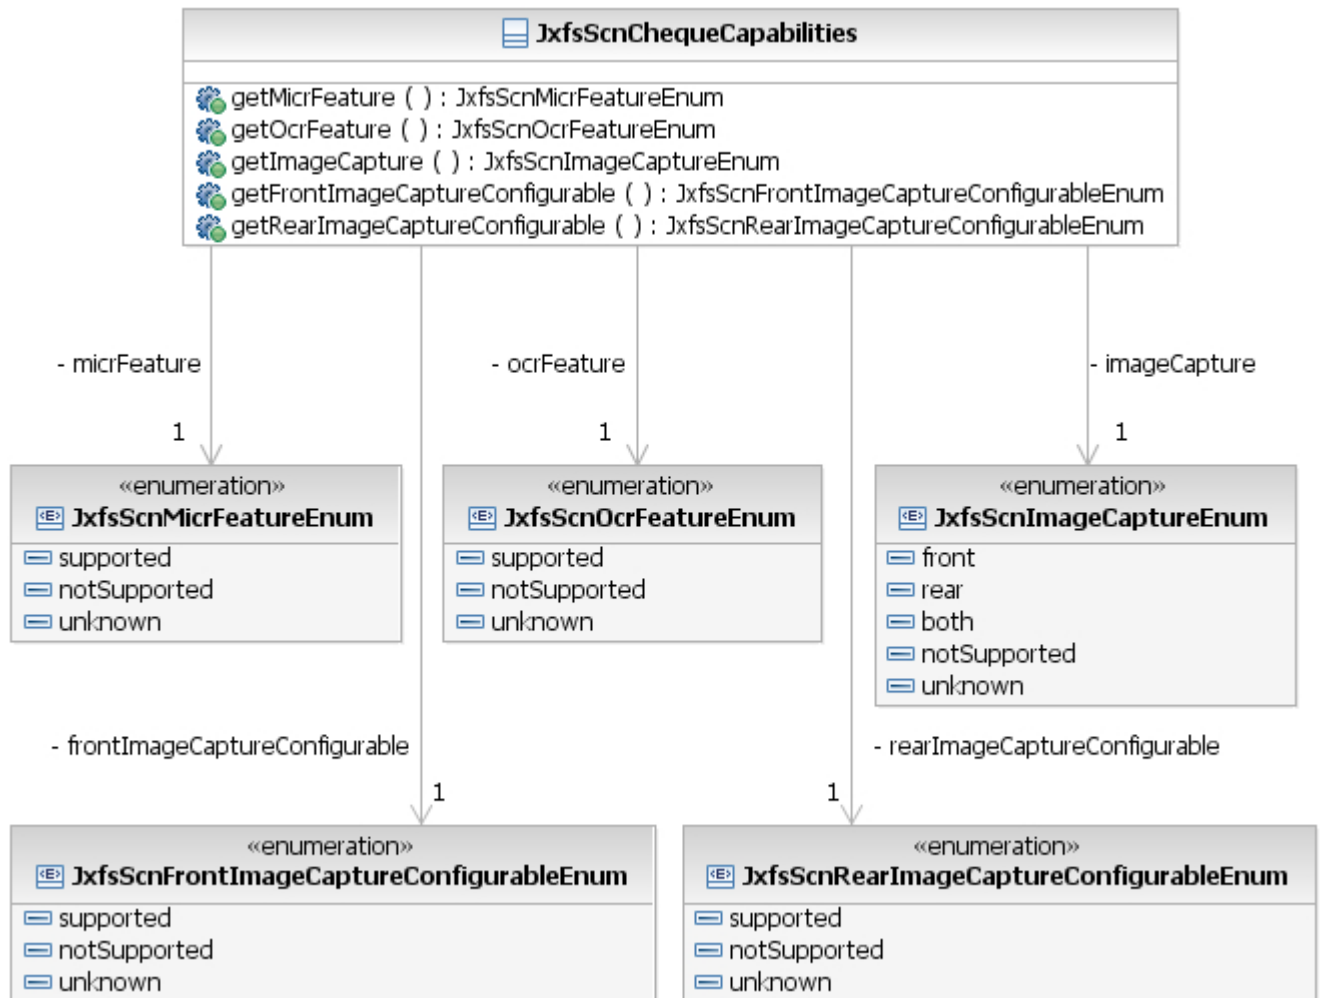 JxfsScnChequeCapabilities
getMicrFeature ( ) : JxfsScnMicrFeatureEnum
getOcrFeature ( ) : JxfsScnOcrFeatureEnum
getImageCapture ( ) : JxfsScnImageCaptureEnum
getFrontImageCaptureConfigurable ( ) : JxfsScnFrontImageCaptureConfigurableEnum
getRearImageCaptureConfigurable ( ) : JxfsScnRearImageCaptureConfigurableEnum
- micrFeature
- ocrFeature
- imageCapture
1
1
1
«enumeration»
<E> JxfsScnMicrFeatureEnum
supported
notSupported
unknown
«enumeration»
<E> JxfsScnOcrFeatureEnum
supported
notSupported
unknown
«enumeration»
<E> JxfsScnImageCaptureEnum
front
rear
both
notSupported
unknown
- frontImageCaptureConfigurable
- rearImageCaptureConfigurable
1
1
«enumeration»
<E> JxfsScnFrontImageCaptureConfigurableEnum
supported
notSupported
unknown
«enumeration»
<E> JxfsScnRearImageCaptureConfigurableEnum
supported
notSupported
unknown